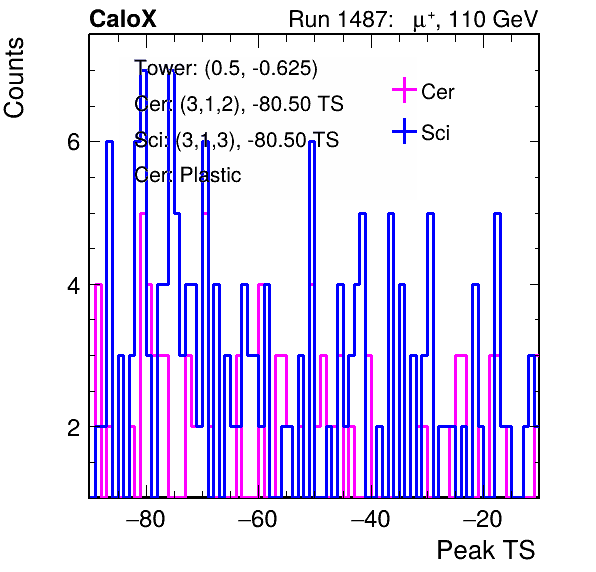 CaloX Run 1487: μ⁺, 110 GeV
Counts
Tower: (0.5, -0.625)
Cer: (3,1,2), -80.50 TS
Sci: (3,1,3), -80.50 TS
Cer: Plastic
Cer
Sci
6
4
2
−80 −60 −40 −20
Peak TS